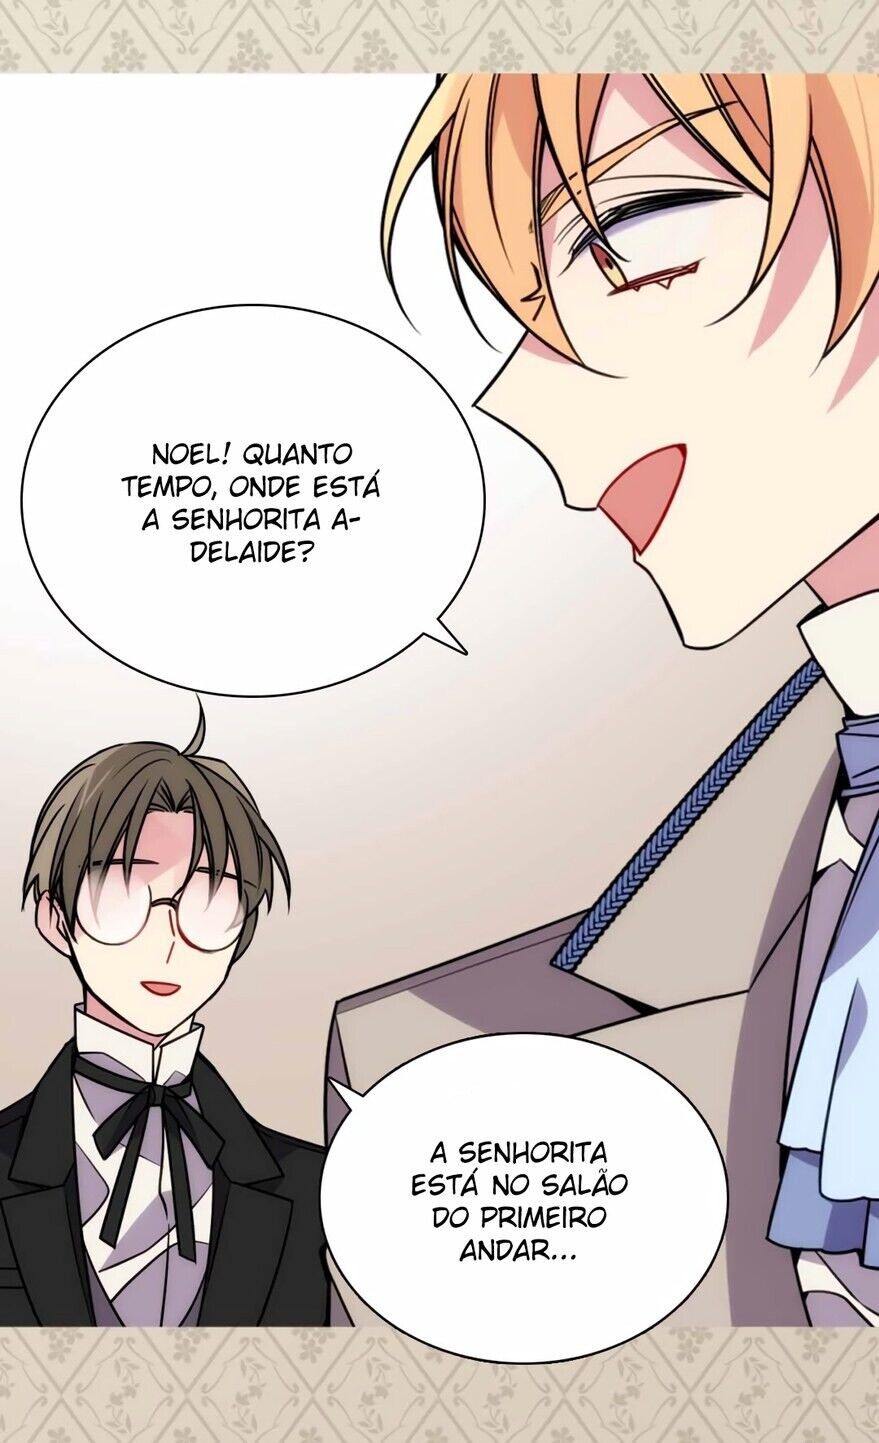 NOEL! QUANTO
TEMPO, ONDE ESTÁ
A SENHORITA A-
DELAIDE?
A SENHORITA
ESTÁ NO SALÃO
DO PRIMEIRO
ANDAR...